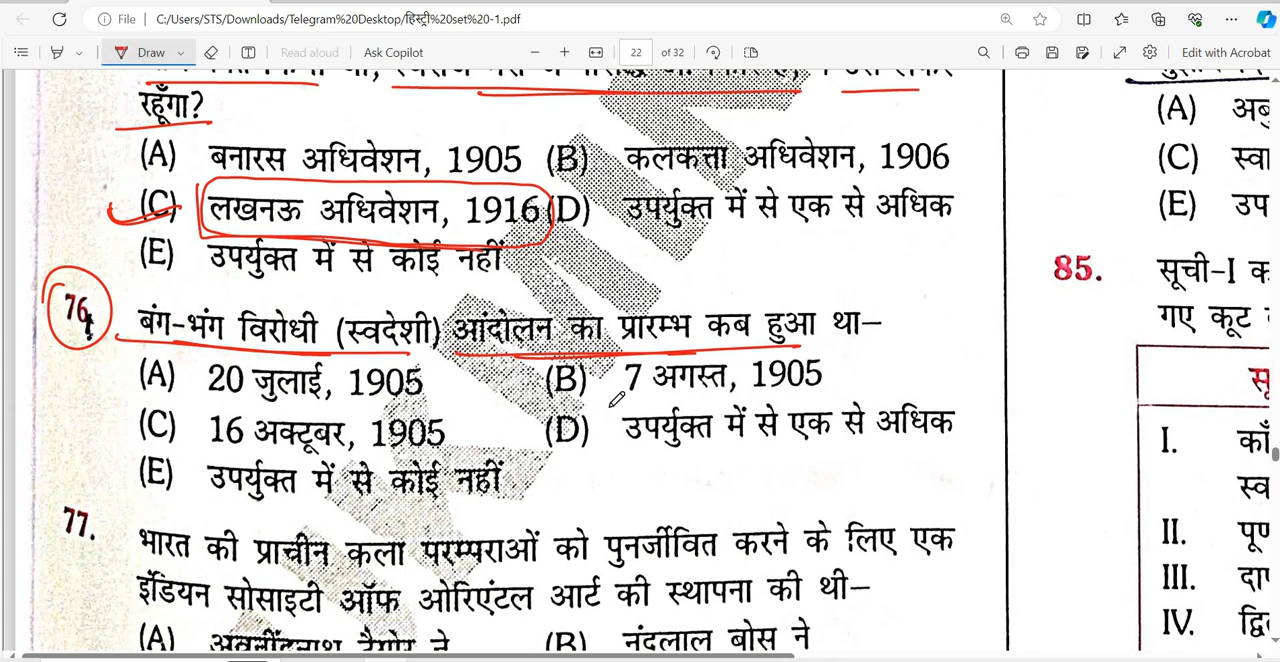 File
C:/Users/STS/Downloads/Telegram%20Desktop/हिस्ट्री%20set%20-1.pdf
Draw
Read aloud
Ask Copilot
22
of 32
Edit with Acrobat
रहूँगा?
(A) बनारस अधिवेशन, 1905 (B) कलकत्ता अधिवेशन, 1906
(C) लखनऊ अधिवेशन, 1916 (D) उपर्युक्त में से एक से अधिक
(E) उपर्युक्त में से कोई नहीं
76. बंग-भंग विरोधी (स्वदेशी) आंदोलन का प्रारम्भ कब हुआ था–
(A) 20 जुलाई, 1905 (B) 7 अगस्त, 1905
(C) 16 अक्टूबर, 1905 (D) उपर्युक्त में से एक से अधिक
(E) उपर्युक्त में से कोई नहीं
77. भारत की प्राचीन कला परम्पराओं को पुनर्जीवित करने के लिए एक
इंडियन सोसाइटी ऑफ ओरिएंटल आर्ट की स्थापना की थी–
(A) अवनींद्रनाथ टैगोर ने (B) नंदलाल बोस ने
(A)
(C)
(E)
85. सूची-I
गए कूट
I.
II.
III.
IV.